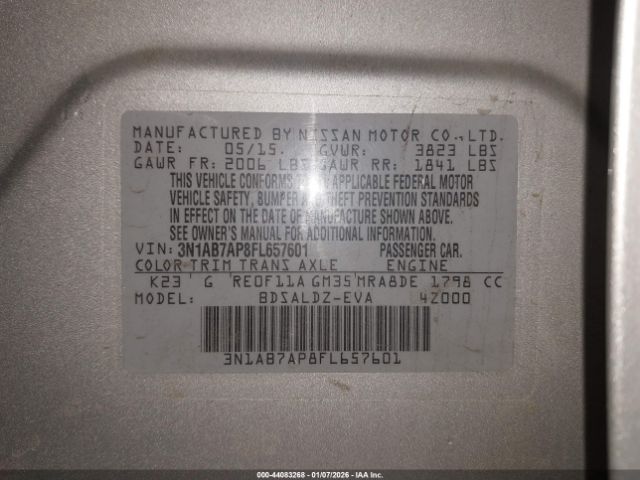 MANUFACTURED BY NISSAN MOTOR CO., LTD.
DATE: 05/15. GVWR: 3823 LBS
GAWR FR: 2006 LBS GAWR RR: 1841 LBS
THIS VEHICLE CONFORMS TO ALL APPLICABLE FEDERAL MOTOR
VEHICLE SAFETY, BUMPER AND THEFT PREVENTION STANDARDS
IN EFFECT ON THE DATE OF MANUFACTURE SHOWN ABOVE.
SEE OWNER'S MANUAL FOR ADDITIONAL INFORMATION.
VIN: 3N1AB7AP8FL657601 PASSENGER CAR.
COLOR TRIM TRANS AXLE ENGINE
K23 G RE0F11A GM35 MRA8DE 1798 CC
MODEL: BDSALDZ-EVA 4Z000
3N1AB7AP8FL657601
000-44083268 - 01/07/2026 - IAA Inc.